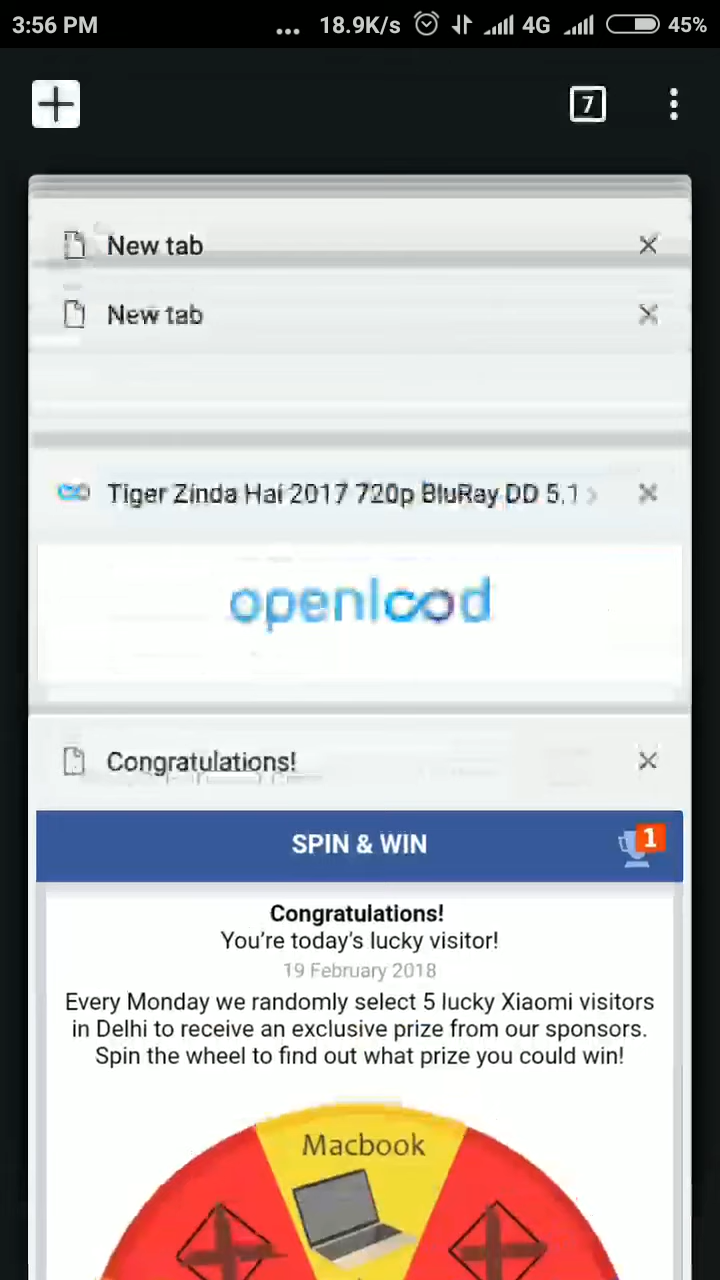 3:56 PM ... 18.9K/s 4G 45%
7
New tab
New tab
Tiger Zinda Hai 2017 720p BluRay DD 5.1
openload
Congratulations!
SPIN & WIN 1
Congratulations!
You're today's lucky visitor!
19 February 2018
Every Monday we randomly select 5 lucky Xiaomi visitors
in Delhi to receive an exclusive prize from our sponsors.
Spin the wheel to find out what prize you could win!
Macbook